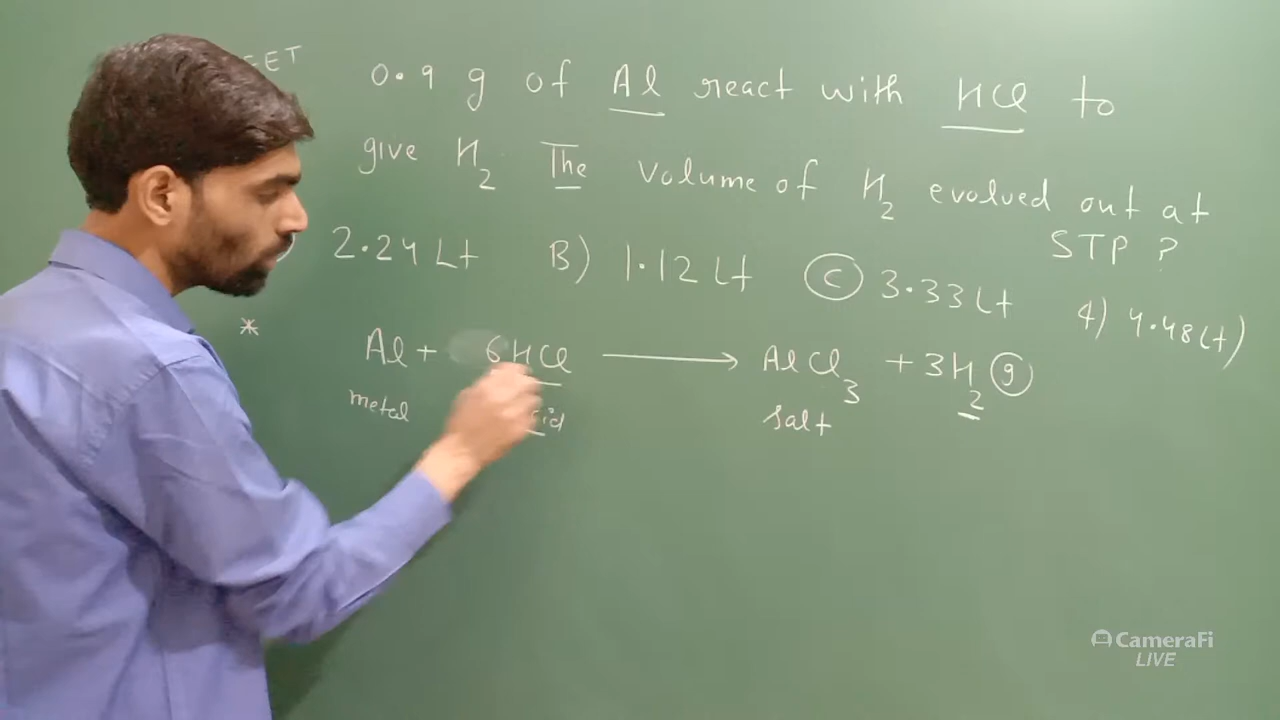 0.9 g of Al react with HCl to
give H2 The volume of H2 evolved out at
STP ?
2.24 Lt B) 1.12 Lt C 3.33 Lt 4) 4.48 Lt)
* Al + 6HCl → AlCl3 + 3H2 g
metal salt
CameraFi
LIVE